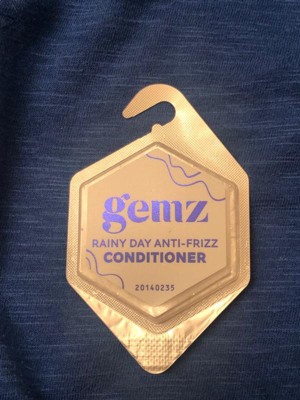 gemz
RAINY DAY ANTI-FRIZZ
CONDITIONER
20140235